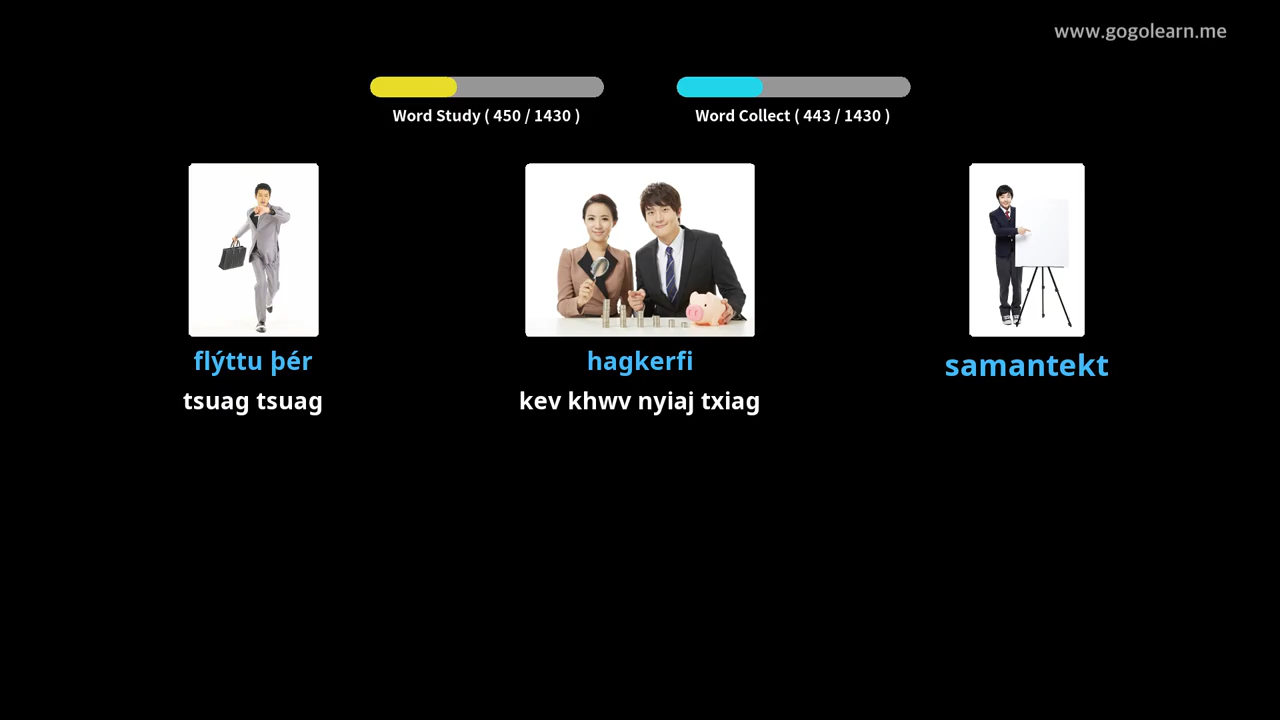 www.gogolearn.me
Word Study ( 450 / 1430 )
Word Collect ( 443 / 1430 )
flýttu þér
tsuag tsuag
hagkerfi
kev khwv nyiaj txiag
samantekt